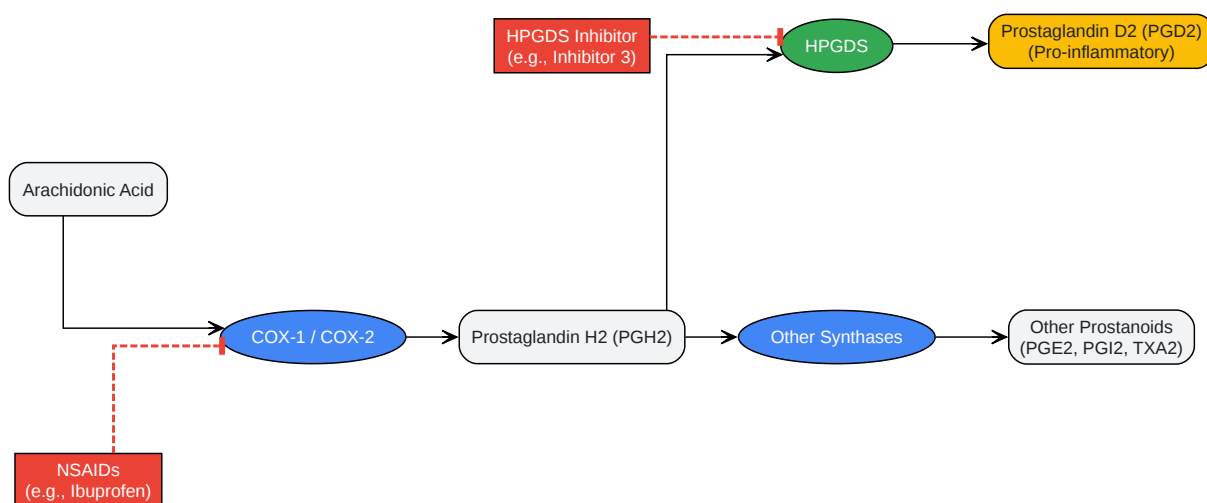 HPGDS Inhibitor
(e.g., Inhibitor 3)
HPGDS
Prostaglandin D2 (PGD2)
(Pro-inflammatory)
Arachidonic Acid
COX-1 / COX-2
Prostaglandin H2 (PGH2)
Other Synthases
Other Prostanoids
(PGE2, PGI2, TXA2)
NSAIDs
(e.g., Ibuprofen)